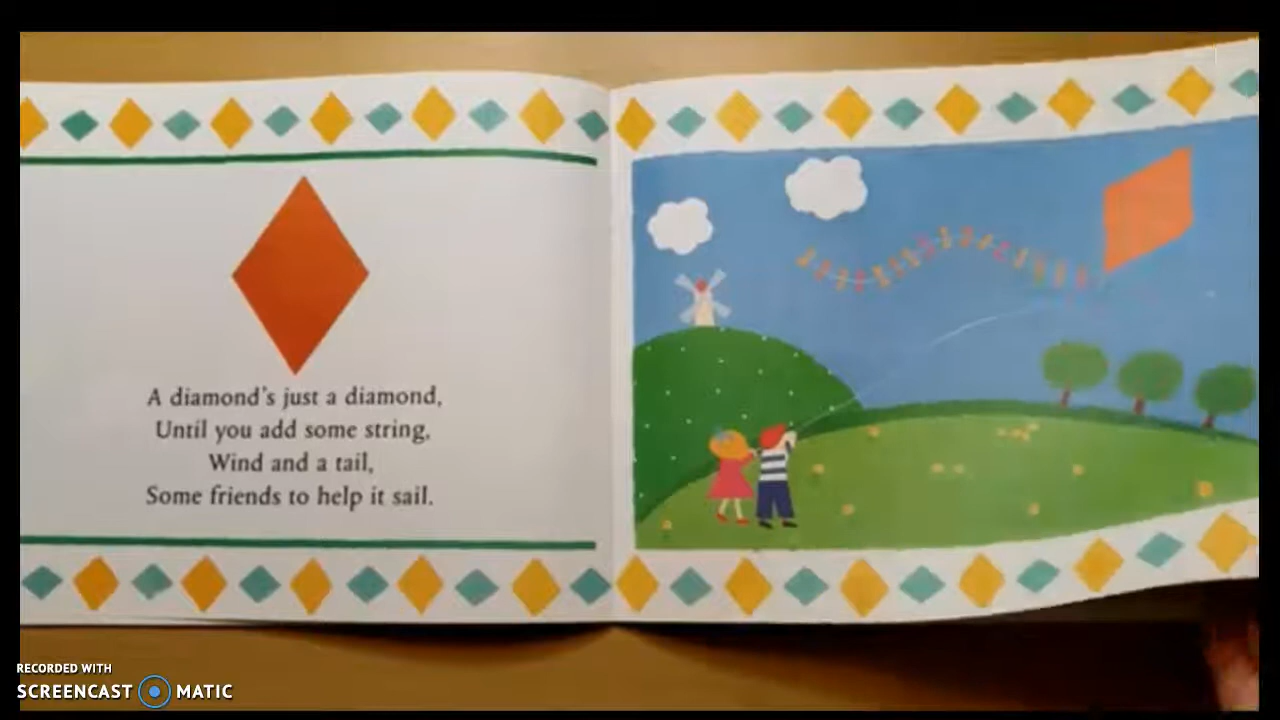 A diamond's just a diamond,
Until you add some string,
Wind and a tail,
Some friends to help it sail.
RECORDED WITH
SCREENCAST MATIC